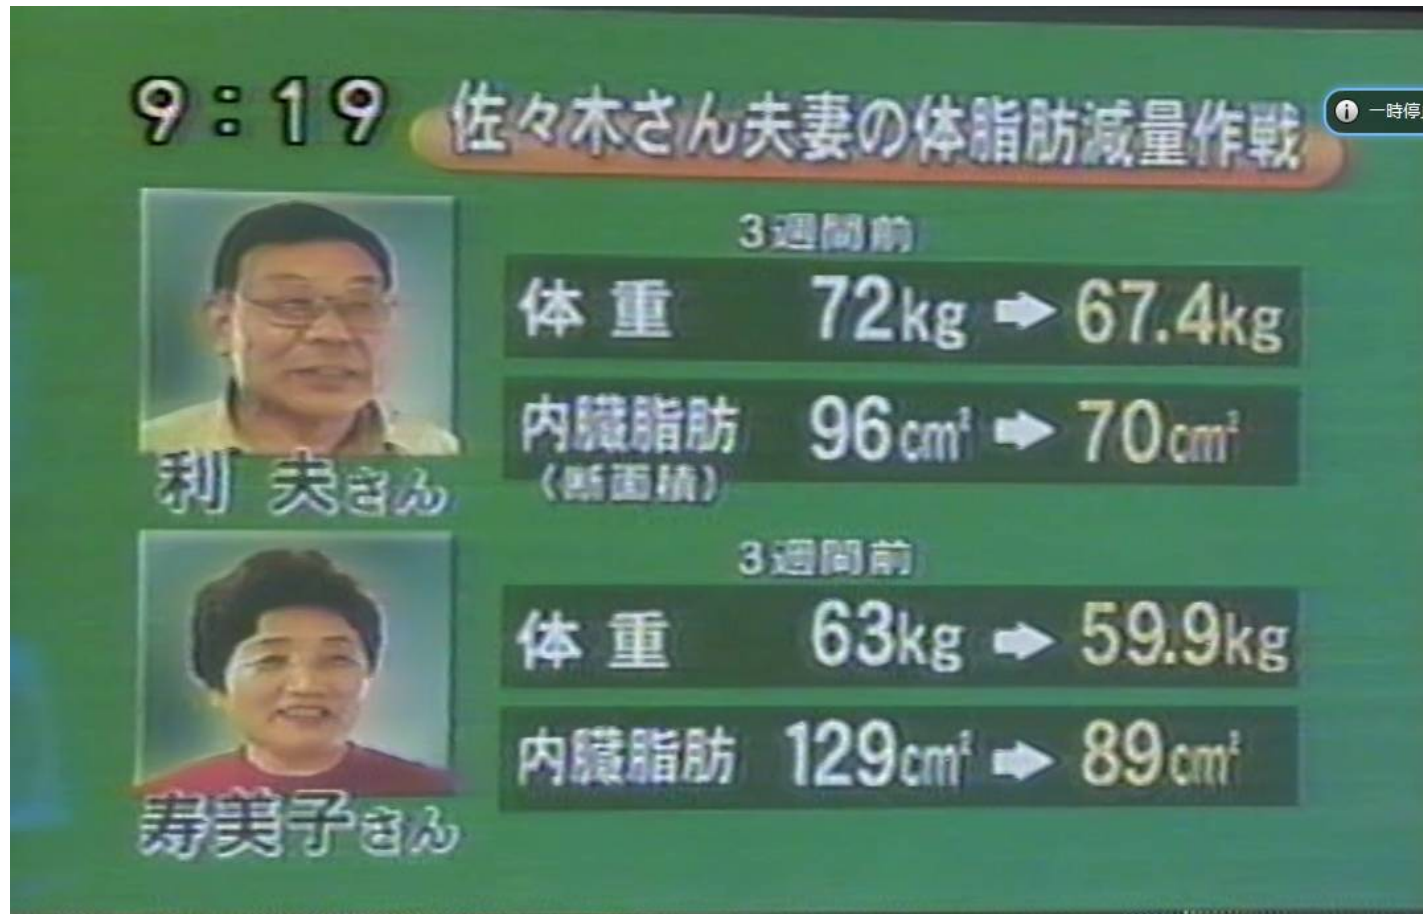 9:19 佐々木さん夫妻の体脂肪減量作戦
一時停
3週間前
体重 72kg ➡ 67.4kg
内臓脂肪 96cm² ➡ 70cm²
(断面積)
利夫さん
3週間前
体重 63kg ➡ 59.9kg
内臓脂肪 129cm² ➡ 89cm²
寿美子さん